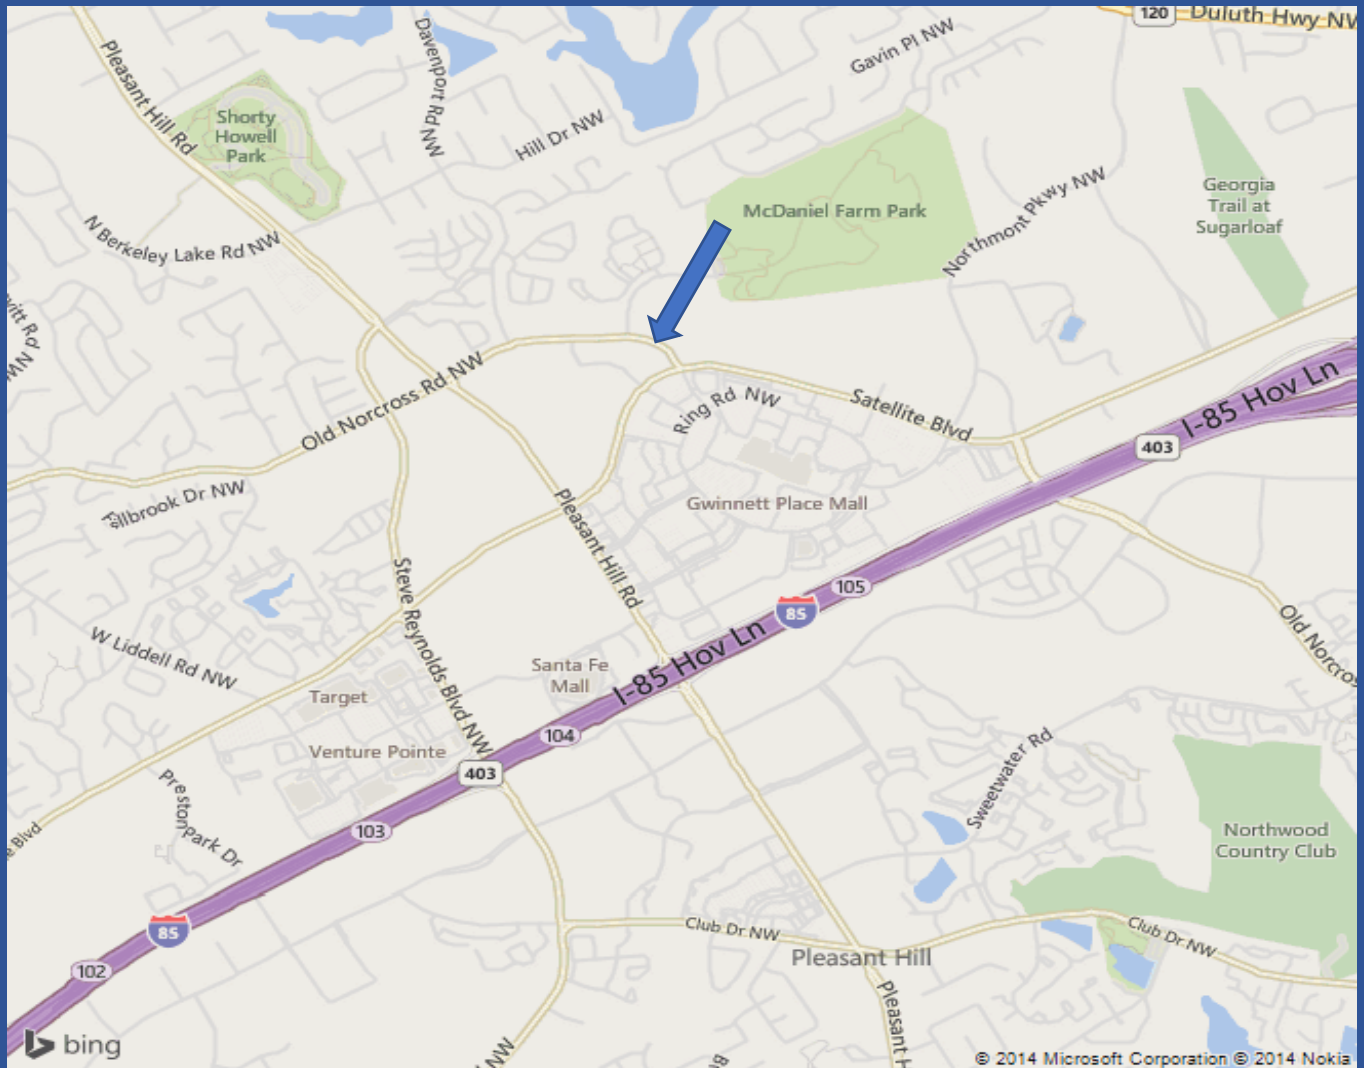 120
Duluth Hwy NW
Pleasant Hill Rd
Davenport Rd NW
Gavin Pl NW
Shorty
Howell
Park
Hill Dr NW
McDaniel Farm Park
Northmont Pkwy NW
Georgia
Trail at
Sugarloaf
N Berkeley Lake Rd NW
Old Norcross Rd NW
Ring Rd NW
Satellite Blvd
I-85 Hov Ln
403
Gwinnett Place Mall
Pleasant Hill Rd
Steve Reynolds Blvd NW
105
85
Old Norcros
W Liddell Rd NW
Santa Fe
Mall
I-85 Hov Ln
Target
Venture Pointe
104
403
Sweetwater Rd
Prestonpark Dr
103
e Blvd
Northwood
Country Club
85
102
Club Dr NW
Pleasant Hill
Club Dr NW
Pleasant H
NW
bing
© 2014 Microsoft Corporation © 2014 Nokia